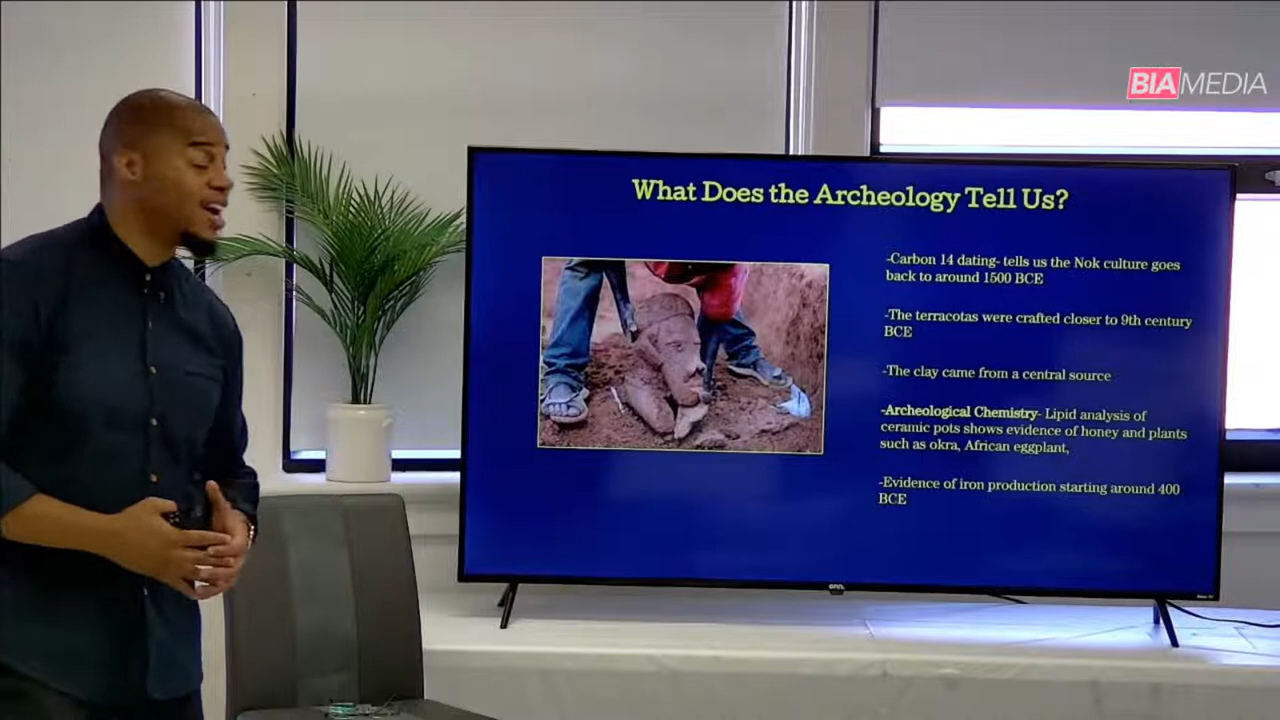 BIAMEDIA
What Does the Archeology Tell Us?
-Carbon 14 dating- tells us the Nok culture goes
back to around 1500 BCE
-The terracotas were crafted closer to 9th century
BCE
-The clay came from a central source
-Archeological Chemistry- Lipid analysis of
ceramic pots shows evidence of honey and plants
such as okra, African eggplant,
-Evidence of iron production starting around 400
BCE
onn.